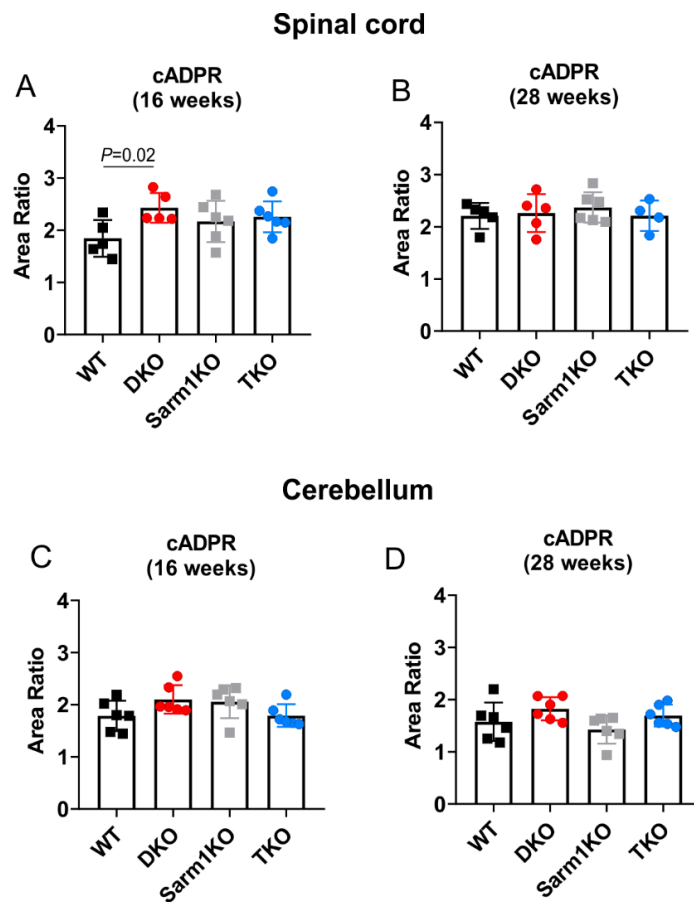 Spinal cord
A
cADPR
(16 weeks)
P=0.02
Area Ratio
4
3
2
1
0
WT
DKO
Sarm1KO
TKO
B
cADPR
(28 weeks)
Area Ratio
4
3
2
1
0
WT
DKO
Sarm1KO
TKO
Cerebellum
C
cADPR
(16 weeks)
Area Ratio
4
3
2
1
0
WT
DKO
Sarm1KO
TKO
D
cADPR
(28 weeks)
Area Ratio
4
3
2
1
0
WT
DKO
Sarm1KO
TKO